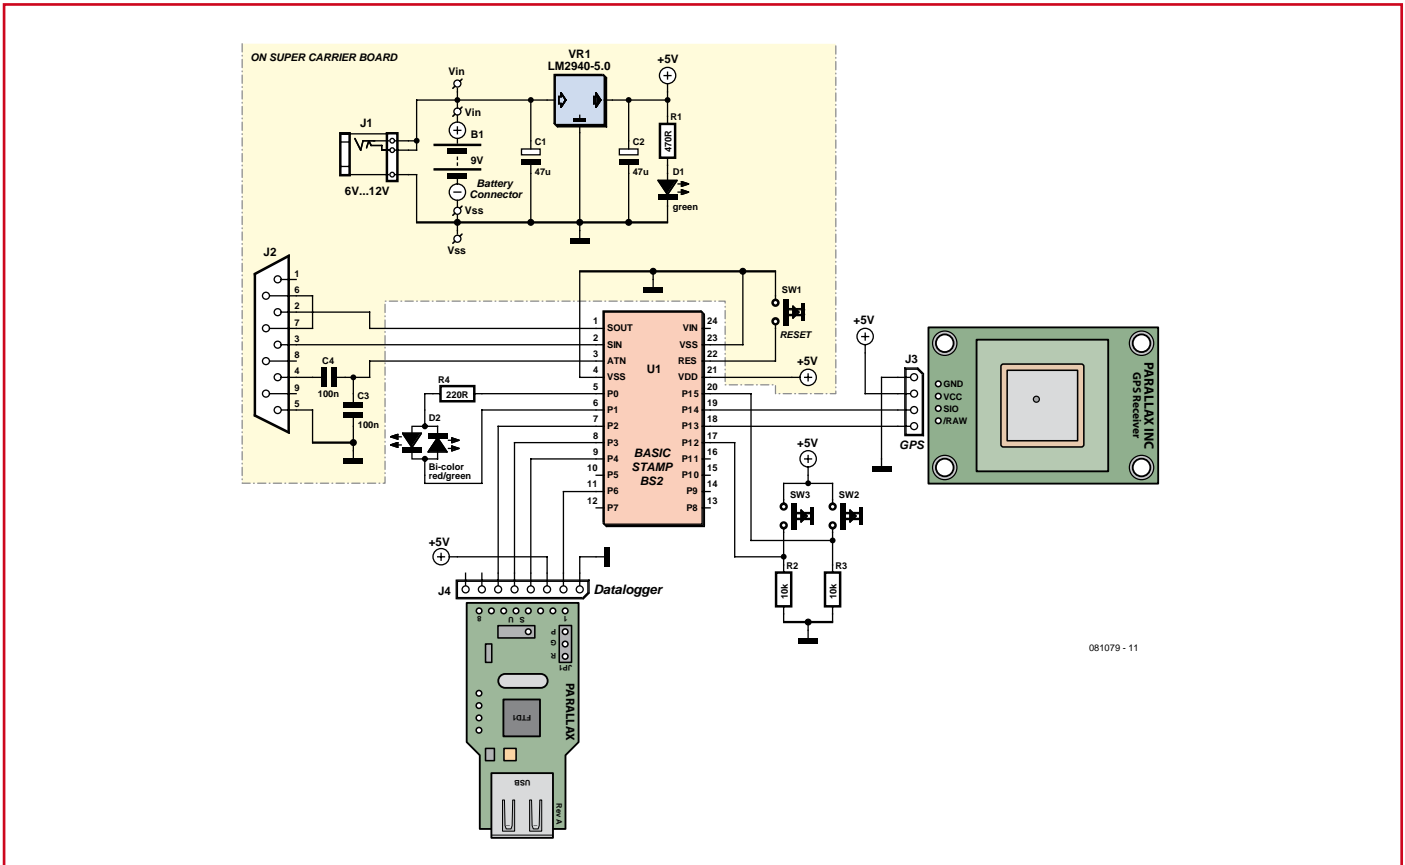 ON SUPER CARRIER BOARD
VR1
LM2940-5.0
+5V
Vin
Vin
J1
B1
9V
C1
47u
C2
47u
R1
470R
D1
green
6V...12V
Battery
Connector
Vss
Vss
J2
1
6
2
7
3
8
4
9
5
C4
100n
C3
100n
SW1
RESET
1 SOUT
2 SIN
3 ATN
4 VSS
5 P0
6 P1
7 P2
8 P3
9 P4
10 P5
11 P6
12 P7
U1
BASIC
STAMP
BS2
VIN 24
VSS 23
RES 22
VDD 21
P15 20
P14 19
P13 18
P12 17
P11 16
P10 15
P9 14
P8 13
+5V
R4
220R
D2
Bi-color
red/green
+5V
J3
GPS
GND
VCC
SIO
/RAW
PARALLAX INC
GPS Receiver
+5V
SW3
SW2
R2
10k
R3
10k
+5V
J4
Datalogger
8
S U
1
P
G
R
JP1
PARALLAX
FTD1
USB
Rev A
081079 - 11